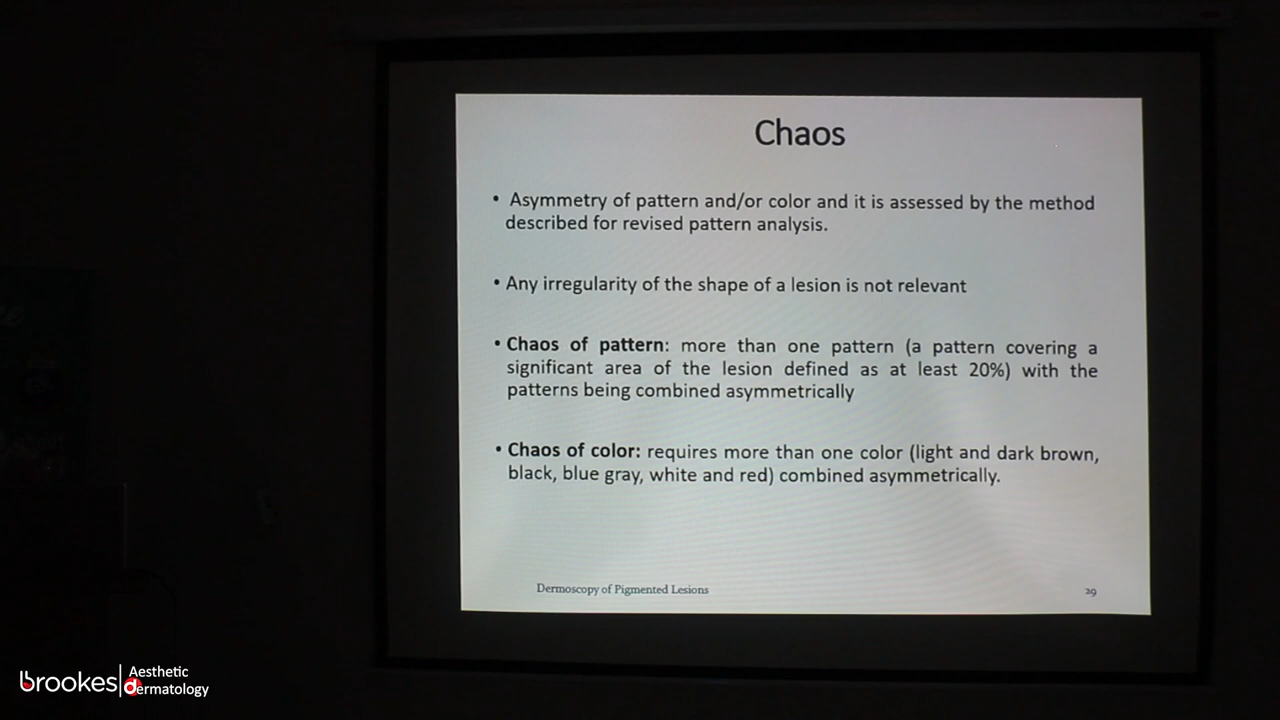 Chaos
• Asymmetry of pattern and/or color and it is assessed by the method
described for revised pattern analysis.
• Any irregularity of the shape of a lesion is not relevant
• Chaos of pattern: more than one pattern (a pattern covering a
significant area of the lesion defined as at least 20%) with the
patterns being combined asymmetrically
• Chaos of color: requires more than one color (light and dark brown,
black, blue gray, white and red) combined asymmetrically.
Dermoscopy of Pigmented Lesions
29
brookes
Aesthetic
dermatology